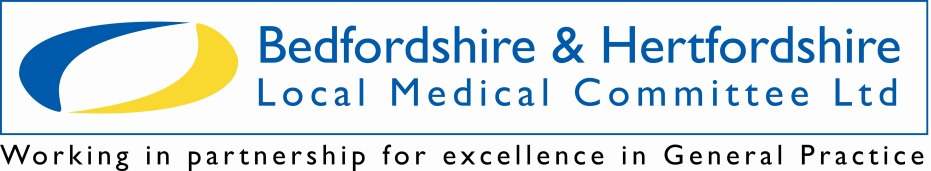 Bedfordshire & Hertfordshire
Local Medical Committee Ltd
Working in partnership for excellence in General Practice